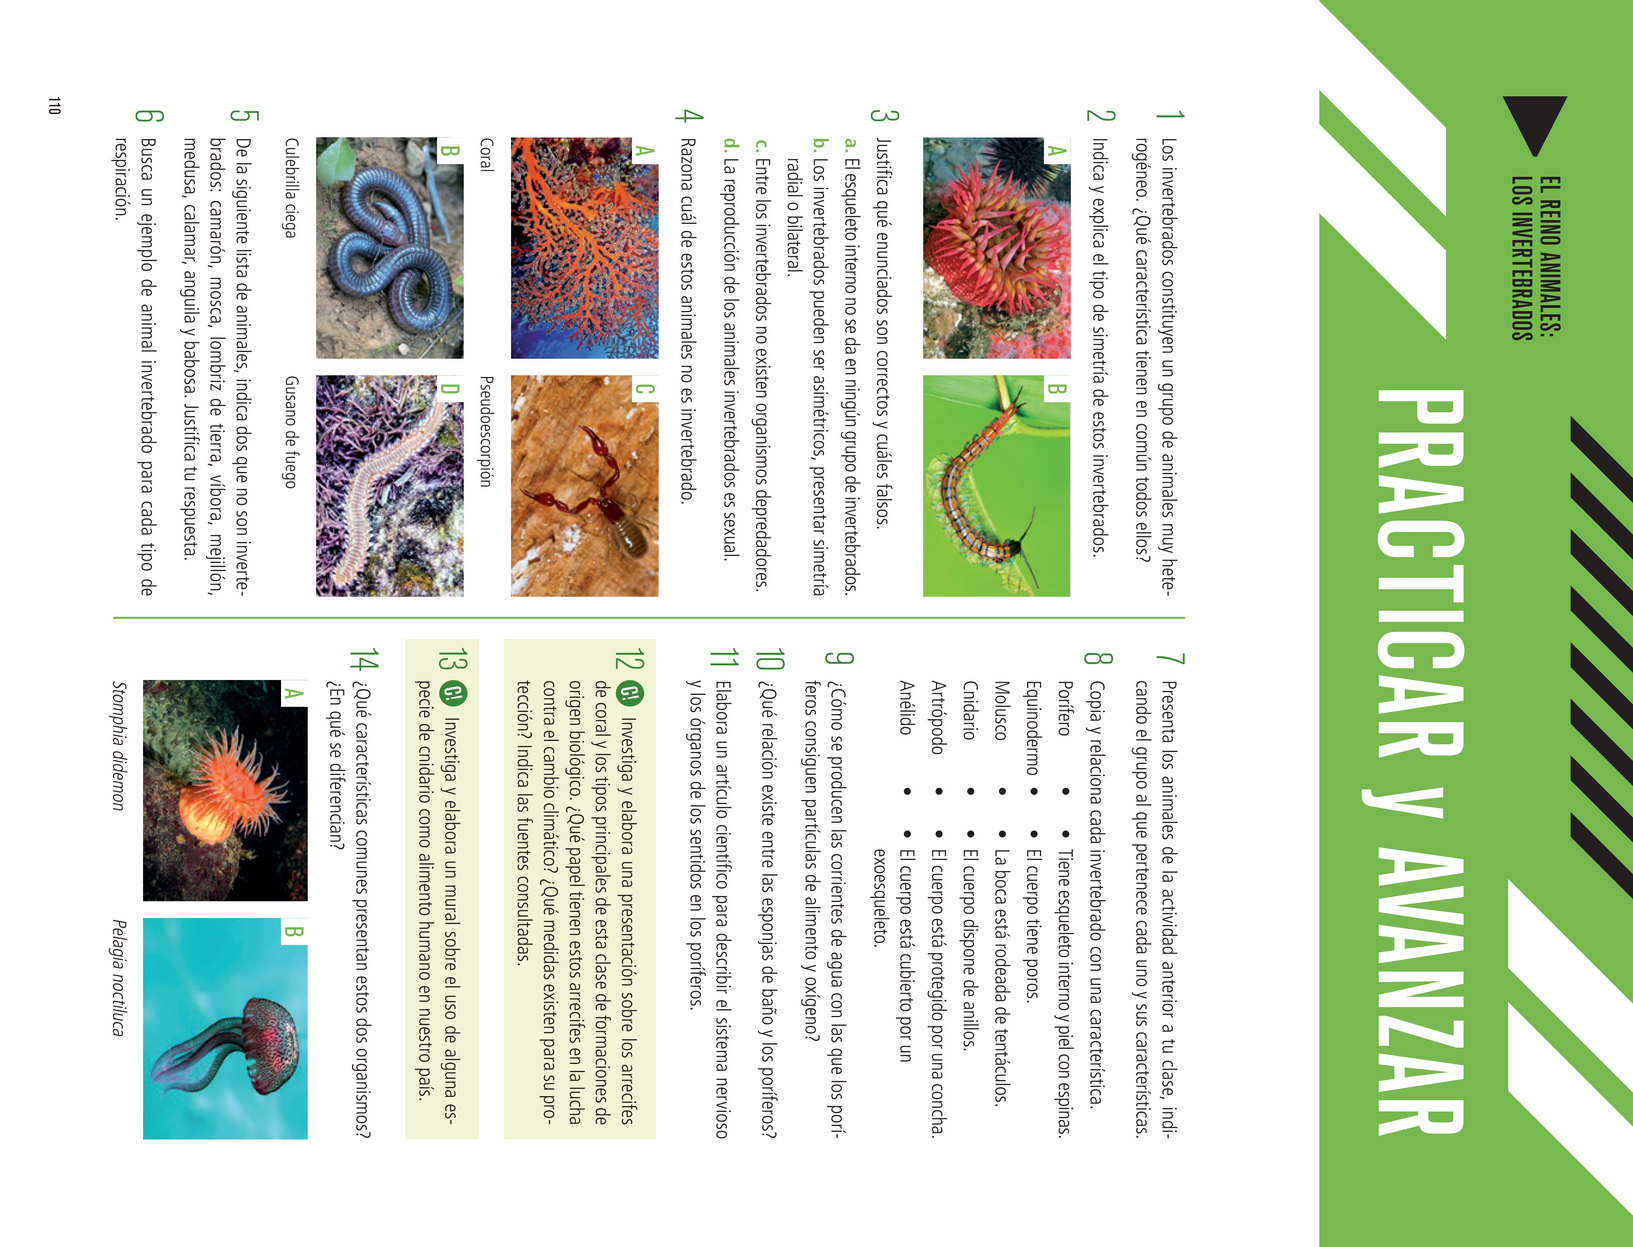 EL REINO ANIMALES:
LOS INVERTEBRADOS
PRACTICAR y AVANZAR
1 Los invertebrados constituyen un grupo de animales muy hete-
rogéneo. ¿Qué característica tienen en común todos ellos?
2 Indica y explica el tipo de simetría de estos invertebrados.
A
B
3 Justifica qué enunciados son correctos y cuáles falsos.
a. El esqueleto interno no se da en ningún grupo de invertebrados.
b. Los invertebrados pueden ser asimétricos, presentar simetría
radial o bilateral.
c. Entre los invertebrados no existen organismos depredadores.
d. La reproducción de los animales invertebrados es sexual.
4 Razona cuál de estos animales no es invertebrado.
A
C
Coral
Pseudoescorpión
B
D
Culebrilla ciega
Gusano de fuego
5 De la siguiente lista de animales, indica dos que no son inverte-
brados: camarón, mosca, lombriz de tierra, víbora, mejillón,
medusa, calamar, anguila y babosa. Justifica tu respuesta.
6 Busca un ejemplo de animal invertebrado para cada tipo de
respiración.
7 Presenta los animales de la actividad anterior a tu clase, indi-
cando el grupo al que pertenece cada uno y sus características.
8 Copia y relaciona cada invertebrado con una característica.
Porífero • • Tiene esqueleto interno y piel con espinas.
Equinodermo • • El cuerpo tiene poros.
Molusco • • La boca está rodeada de tentáculos.
Cnidario • • El cuerpo dispone de anillos.
Artrópodo • • El cuerpo está protegido por una concha.
Anélido • • El cuerpo está cubierto por un
exoesqueleto.
9 ¿Cómo se producen las corrientes de agua con las que los porí-
feros consiguen partículas de alimento y oxígeno?
10 ¿Qué relación existe entre las esponjas de baño y los poríferos?
11 Elabora un artículo científico para describir el sistema nervioso
y los órganos de los sentidos en los poríferos.
12 G! Investiga y elabora una presentación sobre los arrecifes
de coral y los tipos principales de esta clase de formaciones de
origen biológico. ¿Qué papel tienen estos arrecifes en la lucha
contra el cambio climático? ¿Qué medidas existen para su pro-
tección? Indica las fuentes consultadas.
13 G! Investiga y elabora un mural sobre el uso de alguna es-
pecie de cnidario como alimento humano en nuestro país.
14 ¿Qué características comunes presentan estos dos organismos?
¿En qué se diferencian?
A
B
Stomphia didemon
Pelagia noctiluca
110